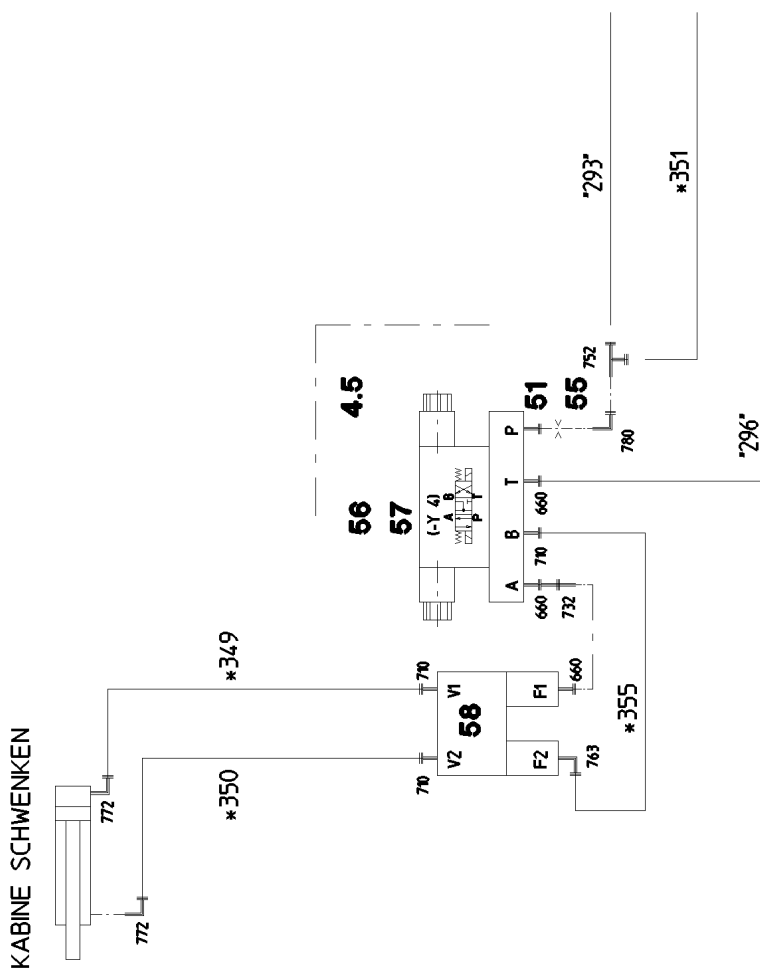 KABINE SCHWENKEN
772
772
*350
*349
710
710
V2
V1
58
F2
F1
763
660
*355
56
57
4.5
(-Y 4)
A
B
P
T
A
B
T
P
660
732
710
660
51
55
780
752
"293"
*351
"296"